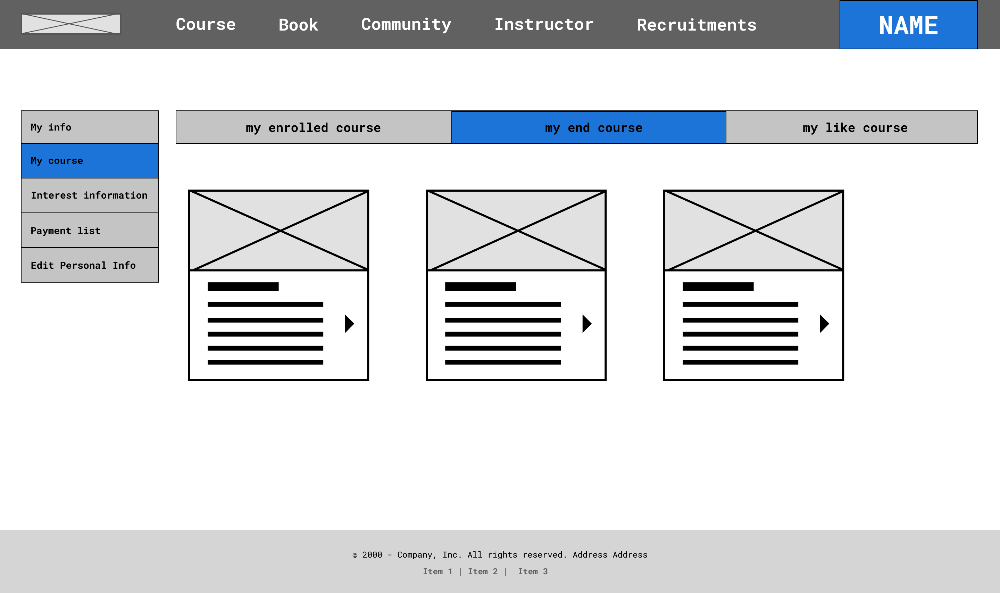 Course Book Community Instructor Recruitments NAME
My info
My course
Interest information
Payment list
Edit Personal Info
my enrolled course my end course my like course
© 2000 - Company, Inc. All rights reserved. Address Address
Item 1 | Item 2 | Item 3